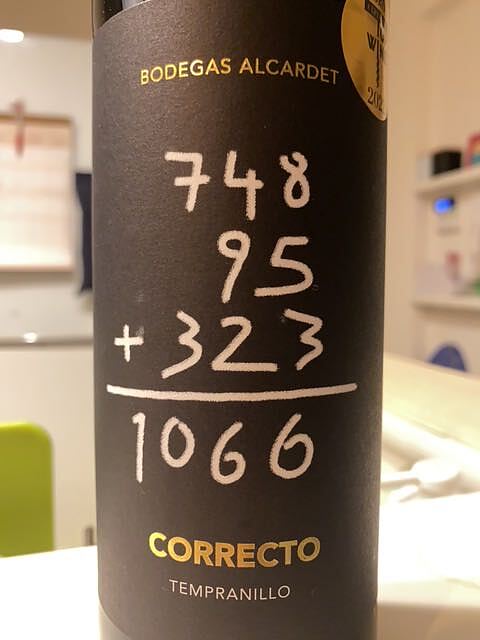 BODEGAS ALCARDET
748
95
+ 323
1066
CORRECTO
TEMPRANILLO